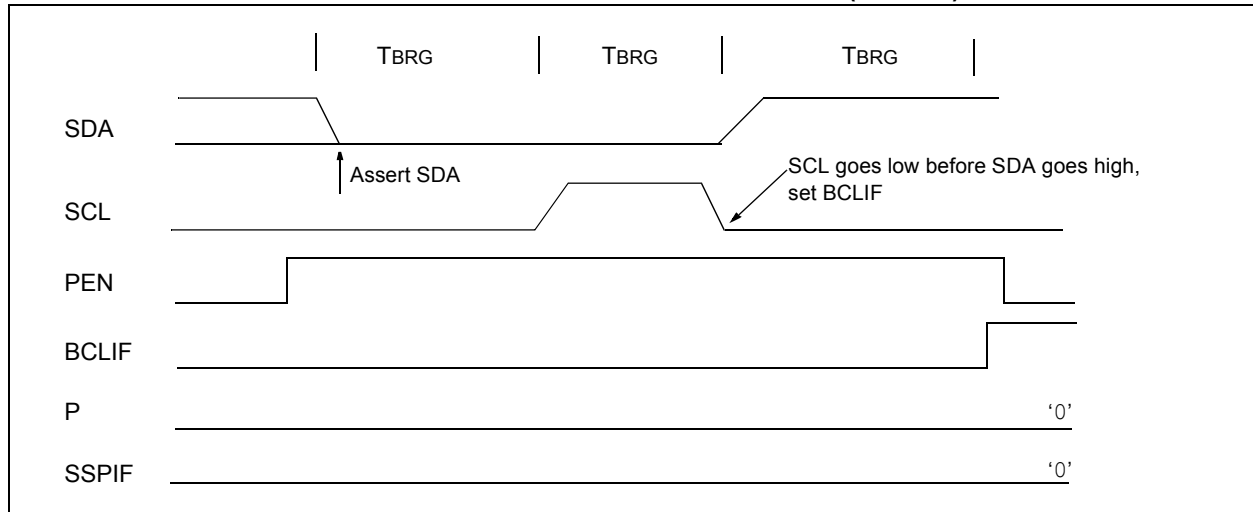 TBRG TBRG TBRG
SDA
Assert SDA
SCL goes low before SDA goes high,
set BCLIF
SCL
PEN
BCLIF
P '0'
SSPIF '0'